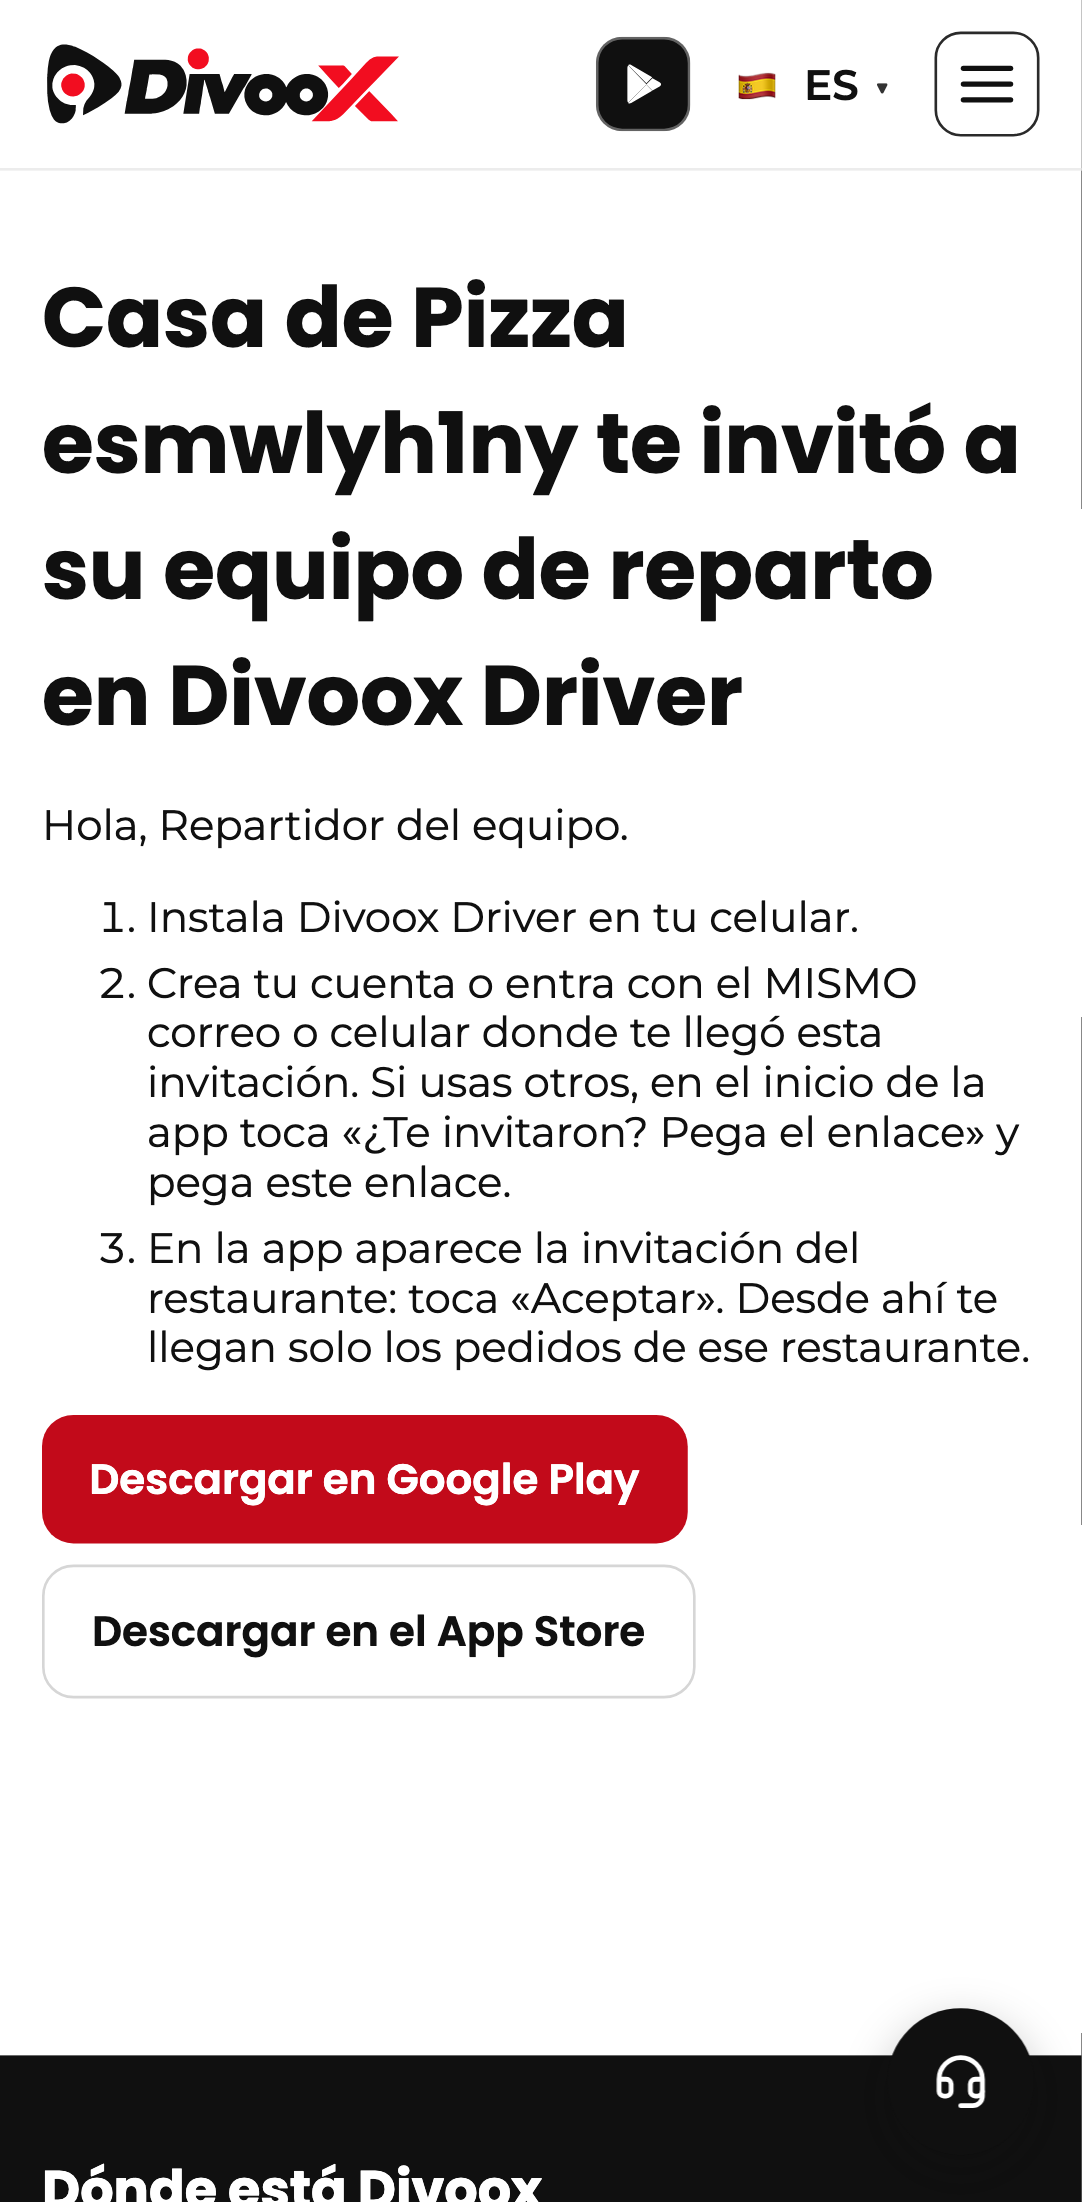 DivooX
ES
Casa de Pizza
esmwlyh1ny te invitó a
su equipo de reparto
en Divoox Driver
Hola, Repartidor del equipo.
1. Instala Divoox Driver en tu celular.
2. Crea tu cuenta o entra con el MISMO
correo o celular donde te llegó esta
invitación. Si usas otros, en el inicio de la
app toca «¿Te invitaron? Pega el enlace» y
pega este enlace.
3. En la app aparece la invitación del
restaurante: toca «Aceptar». Desde ahí te
llegan solo los pedidos de ese restaurante.
Descargar en Google Play
Descargar en el App Store
Dónde está Divoox